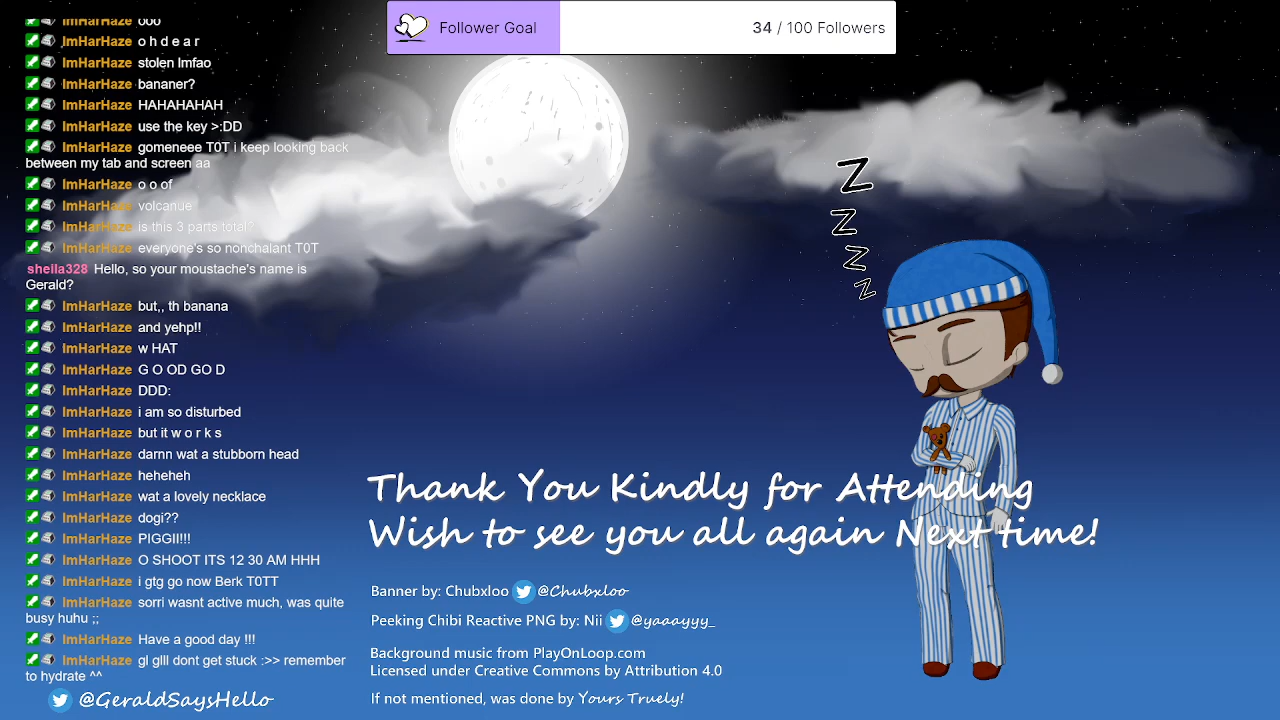 ImHarHaze ooo
ImHarHaze o h d e a r
ImHarHaze stolen lmfao
ImHarHaze bananer?
ImHarHaze HAHAHAHAH
ImHarHaze use the key >:DD
ImHarHaze gomeneee T0T i keep looking back
between my tab and screen aa
ImHarHaze o o of
ImHarHaze volcanue
ImHarHaze is this 3 parts total?
ImHarHaze everyone's so nonchalant T0T
sheila328 Hello, so your moustache's name is
Gerald?
ImHarHaze but,, th banana
ImHarHaze and yehp!!
ImHarHaze w HAT
ImHarHaze G O OD GO D
ImHarHaze DDD:
ImHarHaze i am so disturbed
ImHarHaze but it w o r k s
ImHarHaze damn wat a stubborn head
ImHarHaze heheheh
ImHarHaze wat a lovely necklace
ImHarHaze dogi??
ImHarHaze PIGGII!!!
ImHarHaze O SHOOT ITS 12 30 AM HHH
ImHarHaze i gtg go now Berk T0TT
ImHarHaze sorri wasnt active much, was quite
busy huhu ;;
ImHarHaze Have a good day !!!
ImHarHaze gl glll dont get stuck :>> remember
to hydrate ^^
@GeraldSaysHello
Follower Goal 34 / 100 Followers
Z
Z
Z
Z
Thank You Kindly for Attending
Wish to see you all again Next time!
Banner by: Chubxloo @Chubxloo
Peeking Chibi Reactive PNG by: Nii @yaaayyy_
Background music from PlayOnLoop.com
Licensed under Creative Commons by Attribution 4.0
If not mentioned, was done by Yours Truely!